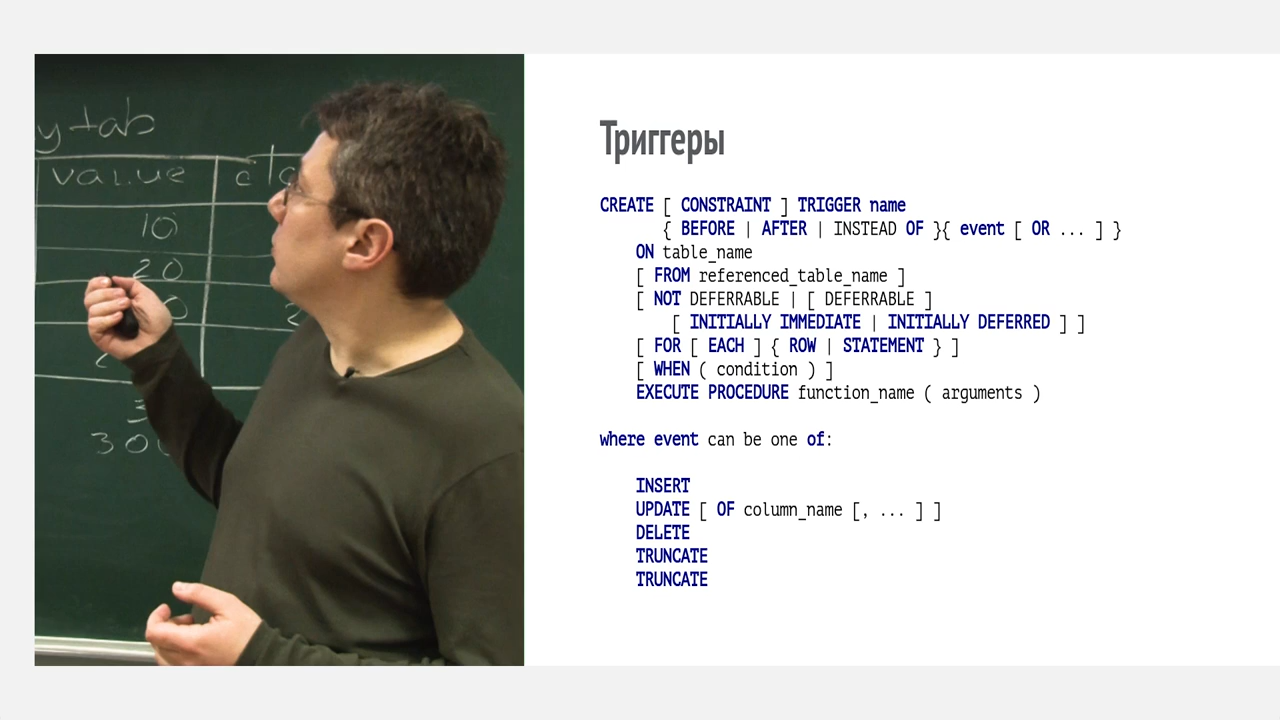 ytab
value
10
20
Триггеры
CREATE [ CONSTRAINT ] TRIGGER name
{ BEFORE | AFTER | INSTEAD OF }{ event [ OR ... ] }
ON table_name
[ FROM referenced_table_name ]
[ NOT DEFERRABLE | [ DEFERRABLE ]
[ INITIALLY IMMEDIATE | INITIALLY DEFERRED ] ]
[ FOR [ EACH ] { ROW | STATEMENT } ]
[ WHEN ( condition ) ]
EXECUTE PROCEDURE function_name ( arguments )
where event can be one of:
INSERT
UPDATE [ OF column_name [, ... ] ]
DELETE
TRUNCATE
TRUNCATE